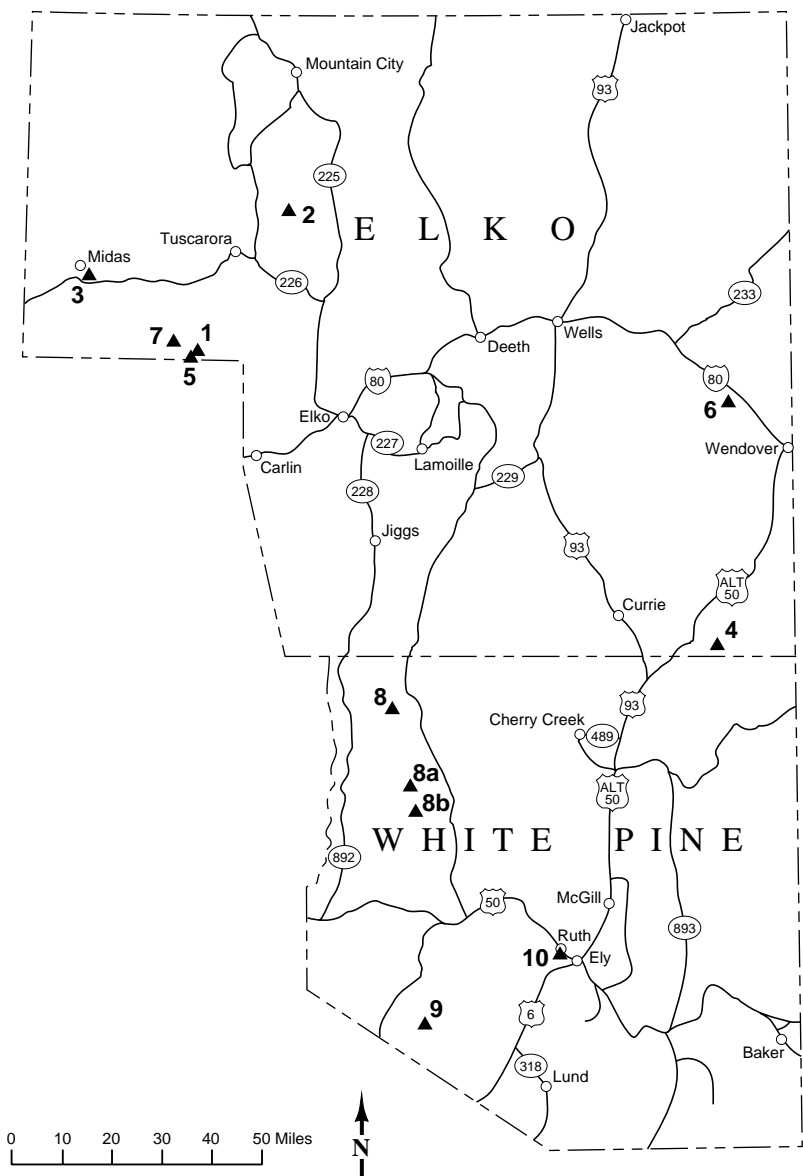 Jackpot
Mountain City
93
225
2
E L K O
Tuscarora
Midas
226
233
3
7
1
5
Wells
Deeth
80
80
6
Elko
227
Lamoille
Wendover
Carlin
229
228
Jiggs
93
ALT
50
Currie
4
8
93
Cherry Creek
489
8a
ALT
50
8b
W H I T E P I N E
892
McGill
50
893
Ruth
10
Ely
9
6
Baker
318
Lund
0 10 20 30 40 50 Miles
N